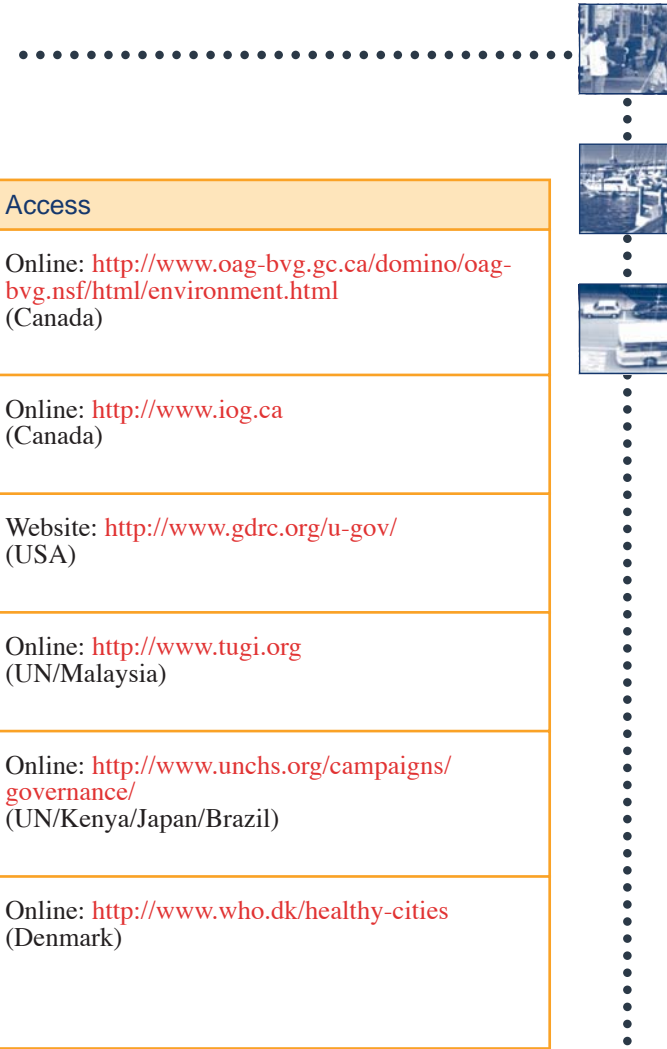 Access
Online: http://www.oag-bvg.gc.ca/domino/oag-
bvg.nsf/html/environment.html
(Canada)
Online: http://www.iog.ca
(Canada)
Website: http://www.gdrc.org/u-gov/
(USA)
Online: http://www.tugi.org
(UN/Malaysia)
Online: http://www.unchs.org/campaigns/
governance/
(UN/Kenya/Japan/Brazil)
Online: http://www.who.dk/healthy-cities
(Denmark)